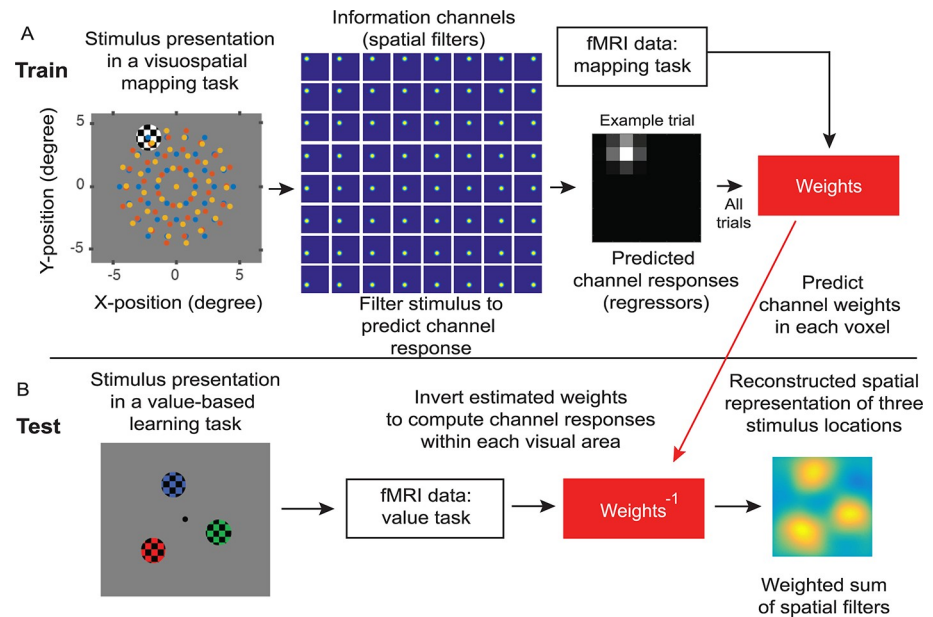 A
Train
Stimulus presentation
in a visuospatial
mapping task
Y-position (degree)
5
0
-5
-5
0
5
X-position (degree)
Information channels
(spatial filters)
Filter stimulus to
predict channel
response
fMRI data:
mapping task
Example trial
Predicted
channel responses
(regressors)
All
trials
Weights
Predict
channel weights
in each voxel
B
Test
Stimulus presentation
in a value-based
learning task
fMRI data:
value task
Invert estimated weights
to compute channel responses
within each visual area
Weights-1
Reconstructed spatial
representation of three
stimulus locations
Weighted sum
of spatial filters